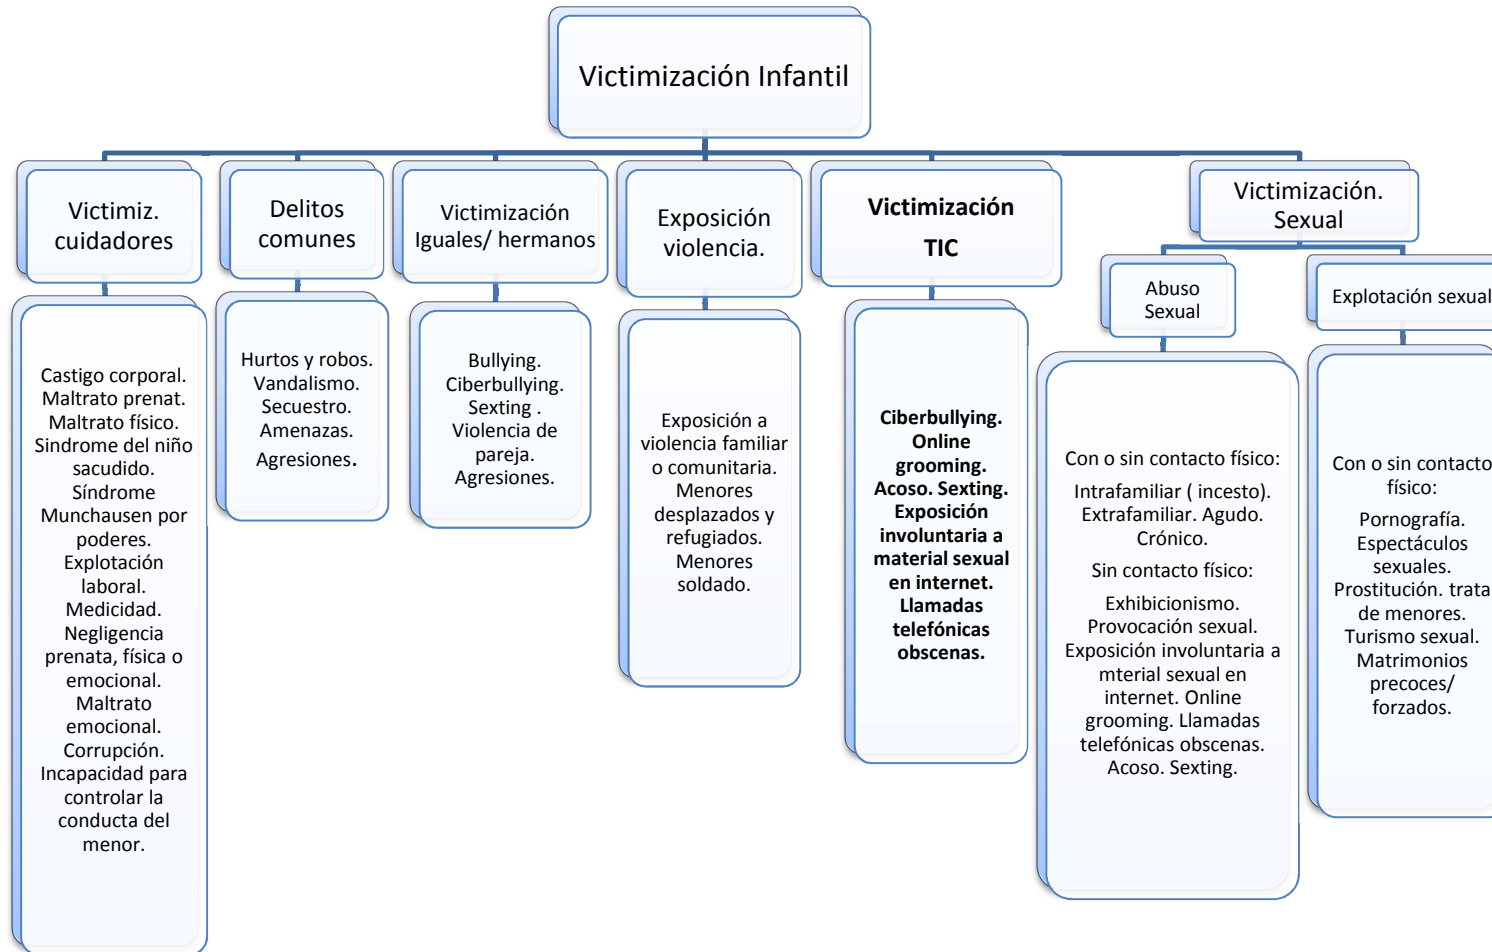 Victimización Infantil
Victimiz.
cuidadores
Delitos
comunes
Victimización
Iguales/ hermanos
Exposición
violencia.
Victimización
TIC
Victimización.
Sexual
Abuso
Sexual
Explotación sexual
Castigo corporal.
Maltrato prenat.
Maltrato físico.
Sindrome del niño
sacudido.
Síndrome
Munchausen por
poderes.
Explotación
laboral.
Medicidad.
Negligencia
prenata, física o
emocional.
Maltrato
emocional.
Corrupción.
Incapacidad para
controlar la
conducta del
menor.
Hurtos y robos.
Vandalismo.
Secuestro.
Amenazas.
Agresiones.
Bullying.
Ciberbullying.
Sexting .
Violencia de
pareja.
Agresiones.
Exposición a
violencia familiar
o comunitaria.
Menores
desplazados y
refugiados.
Menores
soldado.
Ciberbullying.
Online
grooming.
Acoso. Sexting.
Exposición
involuntaria a
material sexual
en internet.
Llamadas
telefónicas
obscenas.
Con o sin contacto físico:
Intrafamiliar ( incesto).
Extrafamiliar. Agudo.
Crónico.
Sin contacto físico:
Exhibicionismo.
Provocación sexual.
Exposición involuntaria a
mterial sexual en
internet. Online
grooming. Llamadas
telefónicas obscenas.
Acoso. Sexting.
Con o sin contacto
físico:
Pornografía.
Espectáculos
sexuales.
Prostitución. trata
de menores.
Turismo sexual.
Matrimonios
precoces/
forzados.